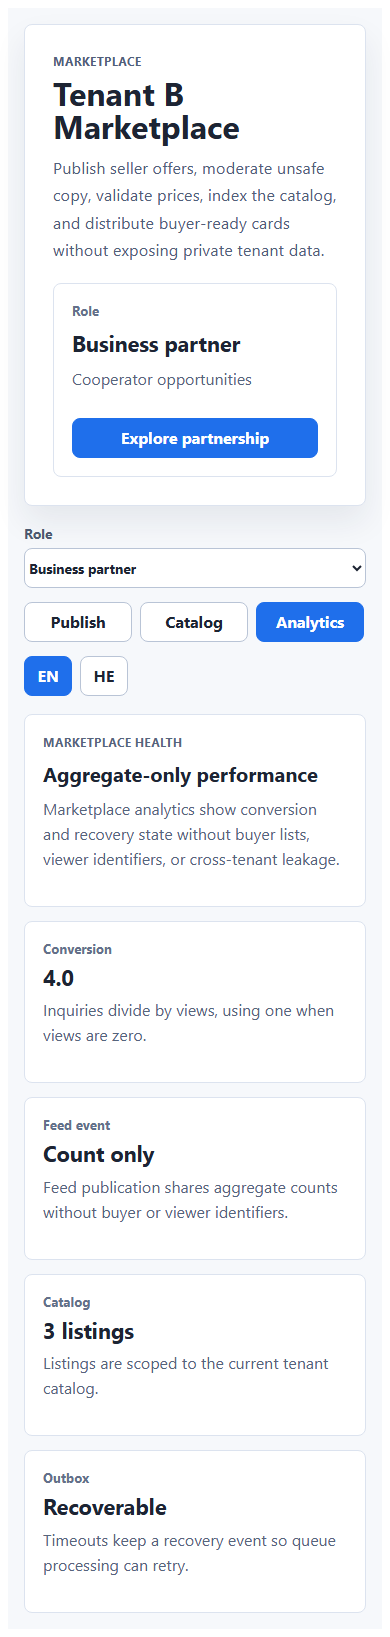 MARKETPLACE
Tenant B
Marketplace
Publish seller offers, moderate unsafe
copy, validate prices, index the catalog,
and distribute buyer-ready cards
without exposing private tenant data.
Role
Business partner
Cooperator opportunities
Explore partnership
Role
Business partner
Publish Catalog Analytics
EN HE
MARKETPLACE HEALTH
Aggregate-only performance
Marketplace analytics show conversion
and recovery state without buyer lists,
viewer identifiers, or cross-tenant leakage.
Conversion
4.0
Inquiries divide by views, using one when
views are zero.
Feed event
Count only
Feed publication shares aggregate counts
without buyer or viewer identifiers.
Catalog
3 listings
Listings are scoped to the current tenant
catalog.
Outbox
Recoverable
Timeouts keep a recovery event so queue
processing can retry.